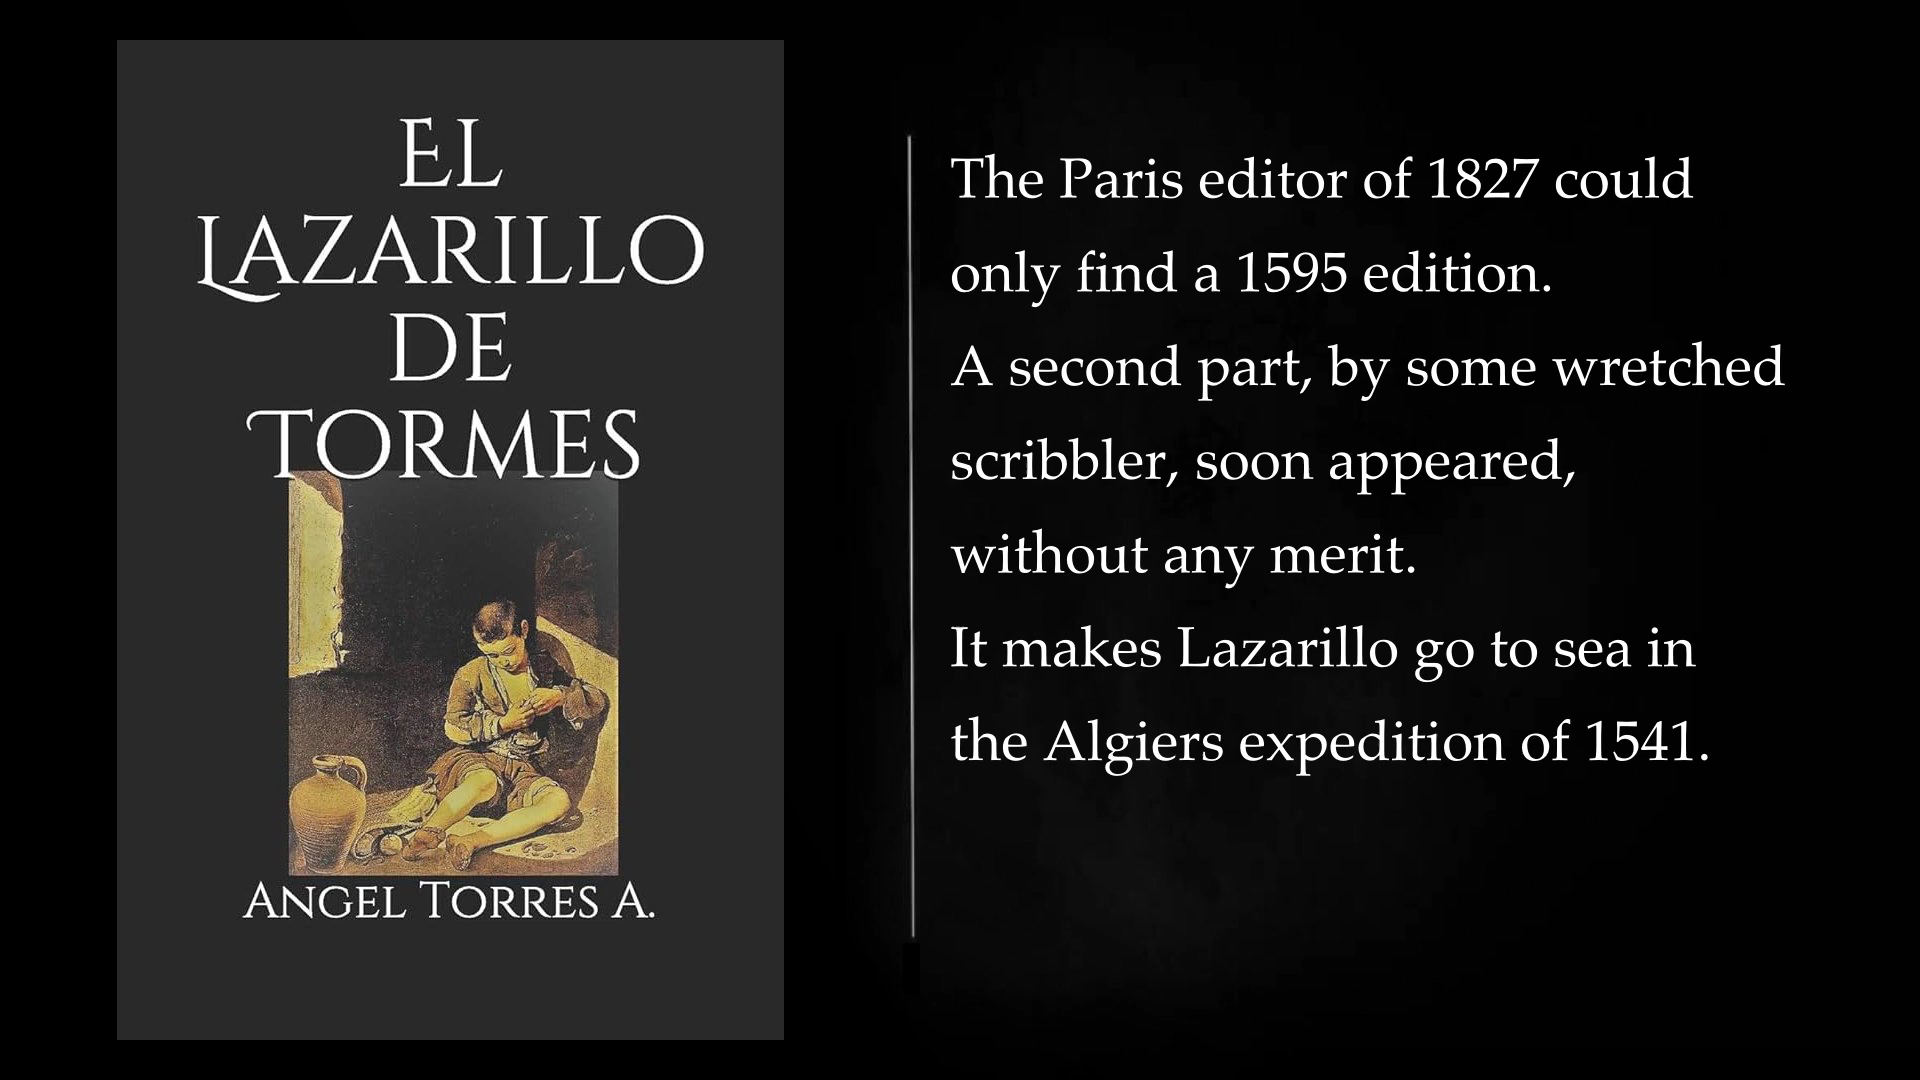 EL
LAZARILLO
DE
TORMES
ANGEL TORRES A.
The Paris editor of 1827 could
only find a 1595 edition.
A second part, by some wretched
scribbler, soon appeared,
without any merit.
It makes Lazarillo go to sea in
the Algiers expedition of 1541.